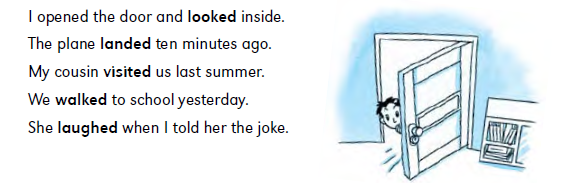 I opened the door and looked inside.
The plane landed ten minutes ago.
My cousin visited us last summer.
We walked to school yesterday.
She laughed when I told her the joke.